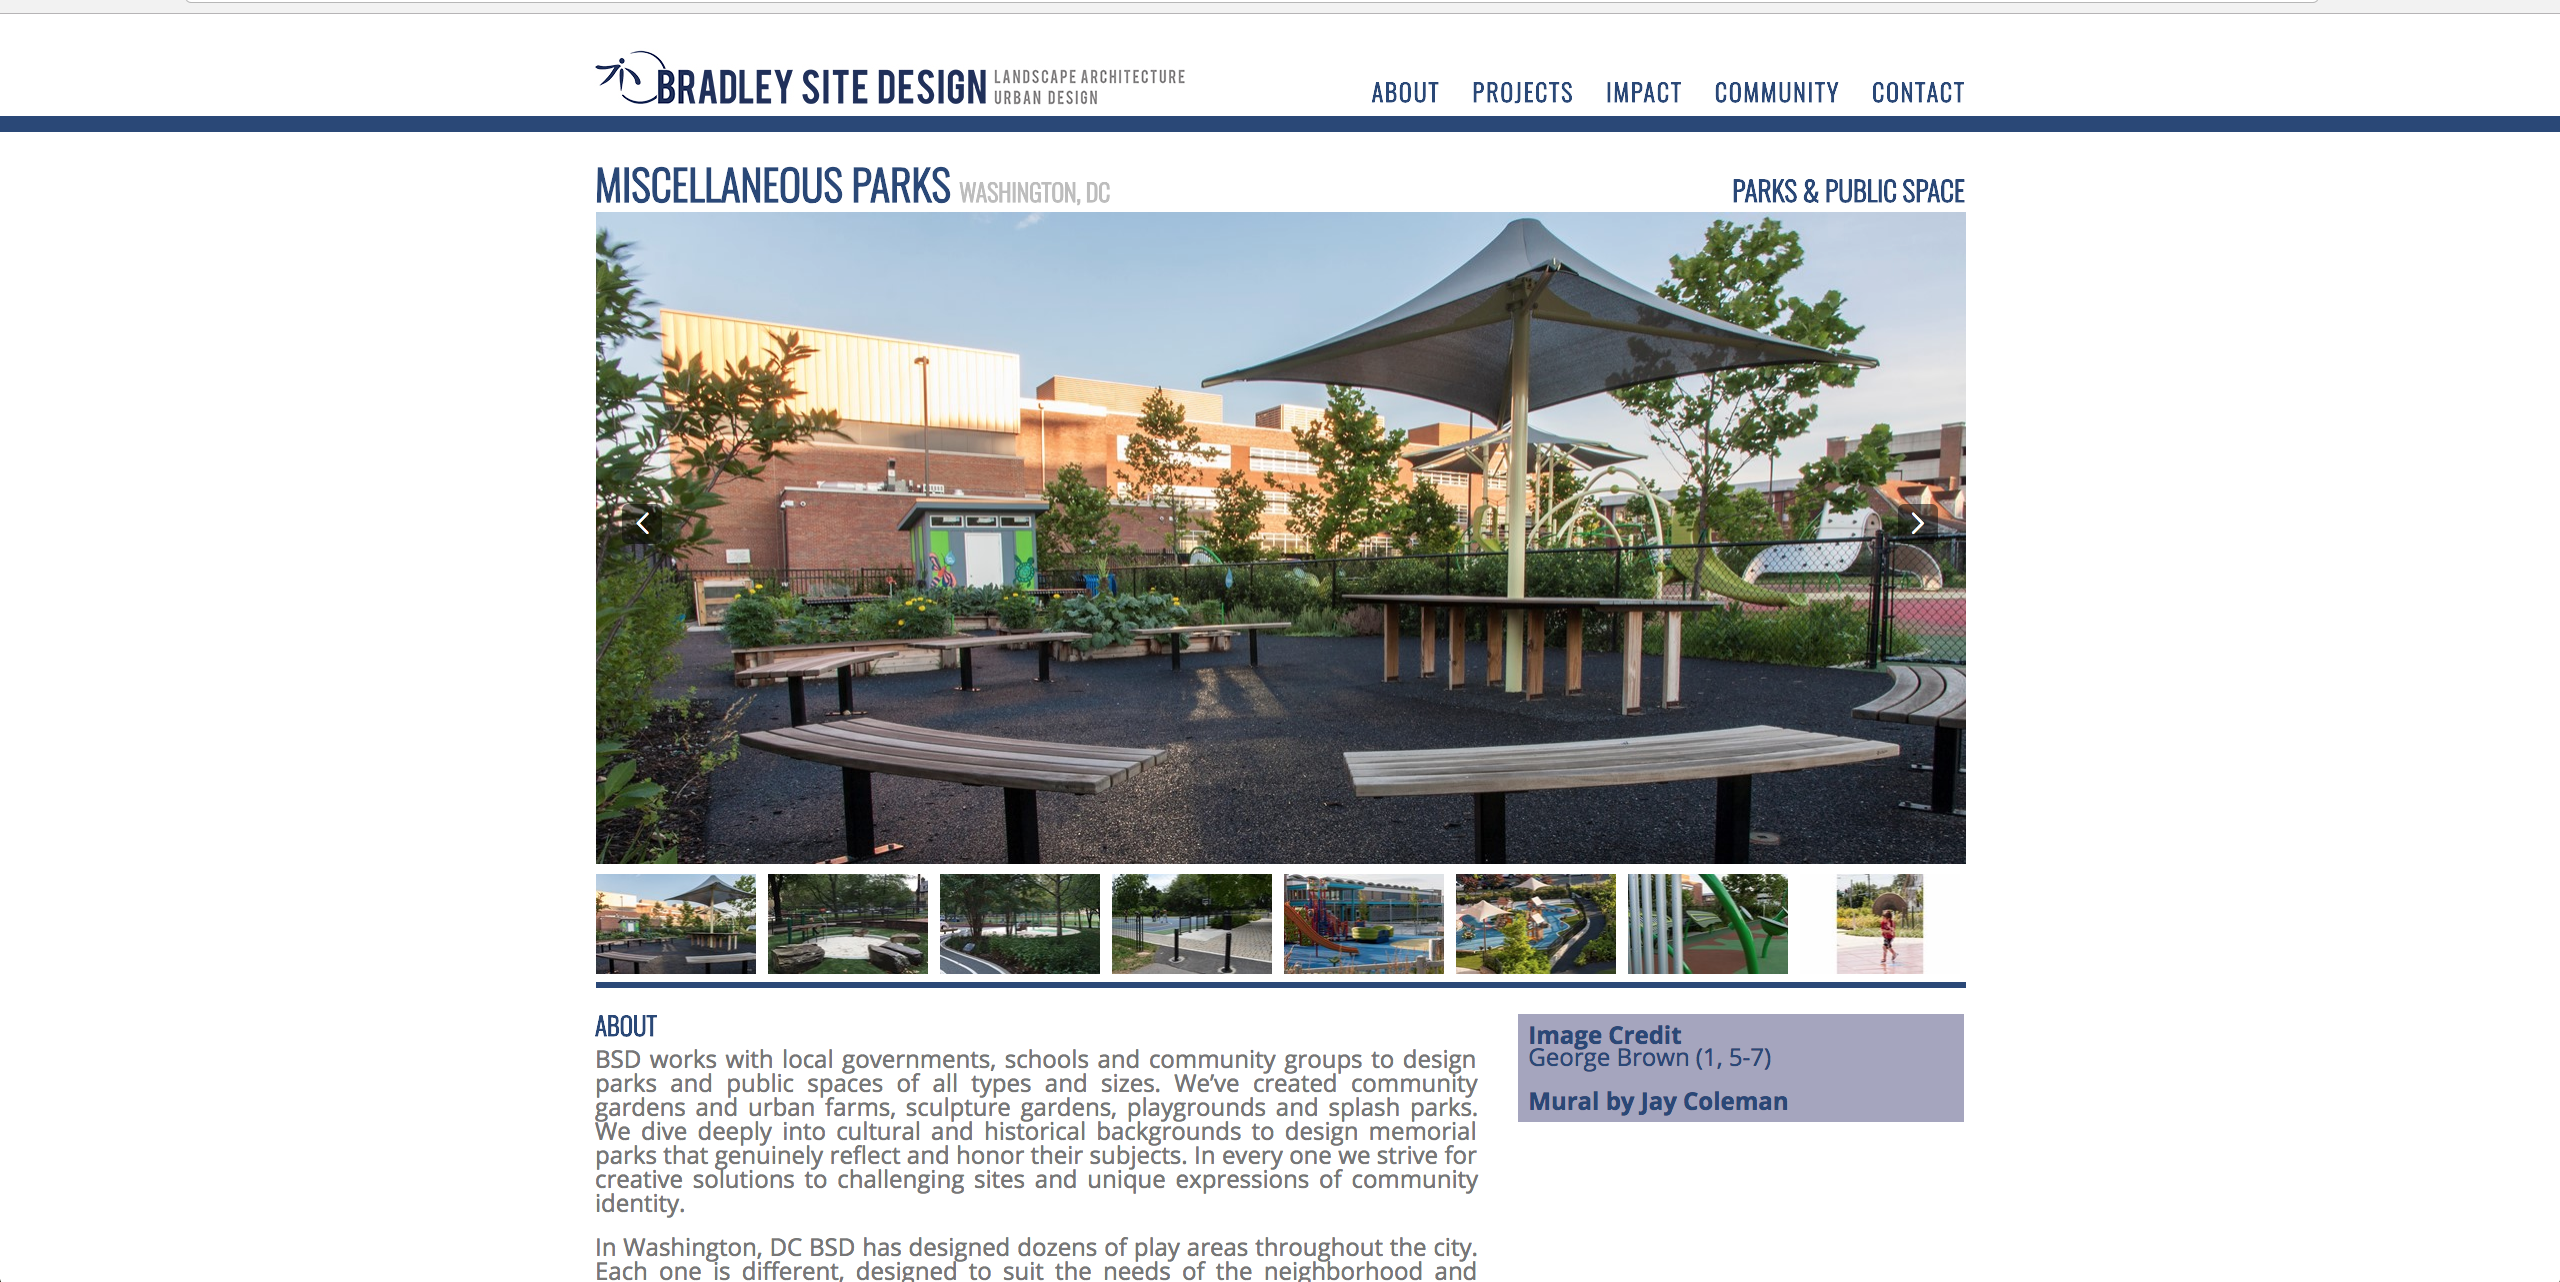 BRADLEY SITE DESIGN LANDSCAPE ARCHITECTURE
URBAN DESIGN
ABOUT PROJECTS IMPACT COMMUNITY CONTACT
MISCELLANEOUS PARKS WASHINGTON, DC
PARKS & PUBLIC SPACE
ABOUT
BSD works with local governments, schools and community groups to design
parks and public spaces of all types and sizes. We’ve created community
gardens and urban farms, sculpture gardens, playgrounds and splash parks.
We dive deeply into cultural and historical backgrounds to design memorial
parks that genuinely reflect and honor their subjects. In every one we strive for
creative solutions to challenging sites and unique expressions of community
identity.
In Washington, DC BSD has designed dozens of play areas throughout the city.
Each one is different, designed to suit the needs of the neighborhood and
Image Credit
George Brown (1, 5-7)
Mural by Jay Coleman